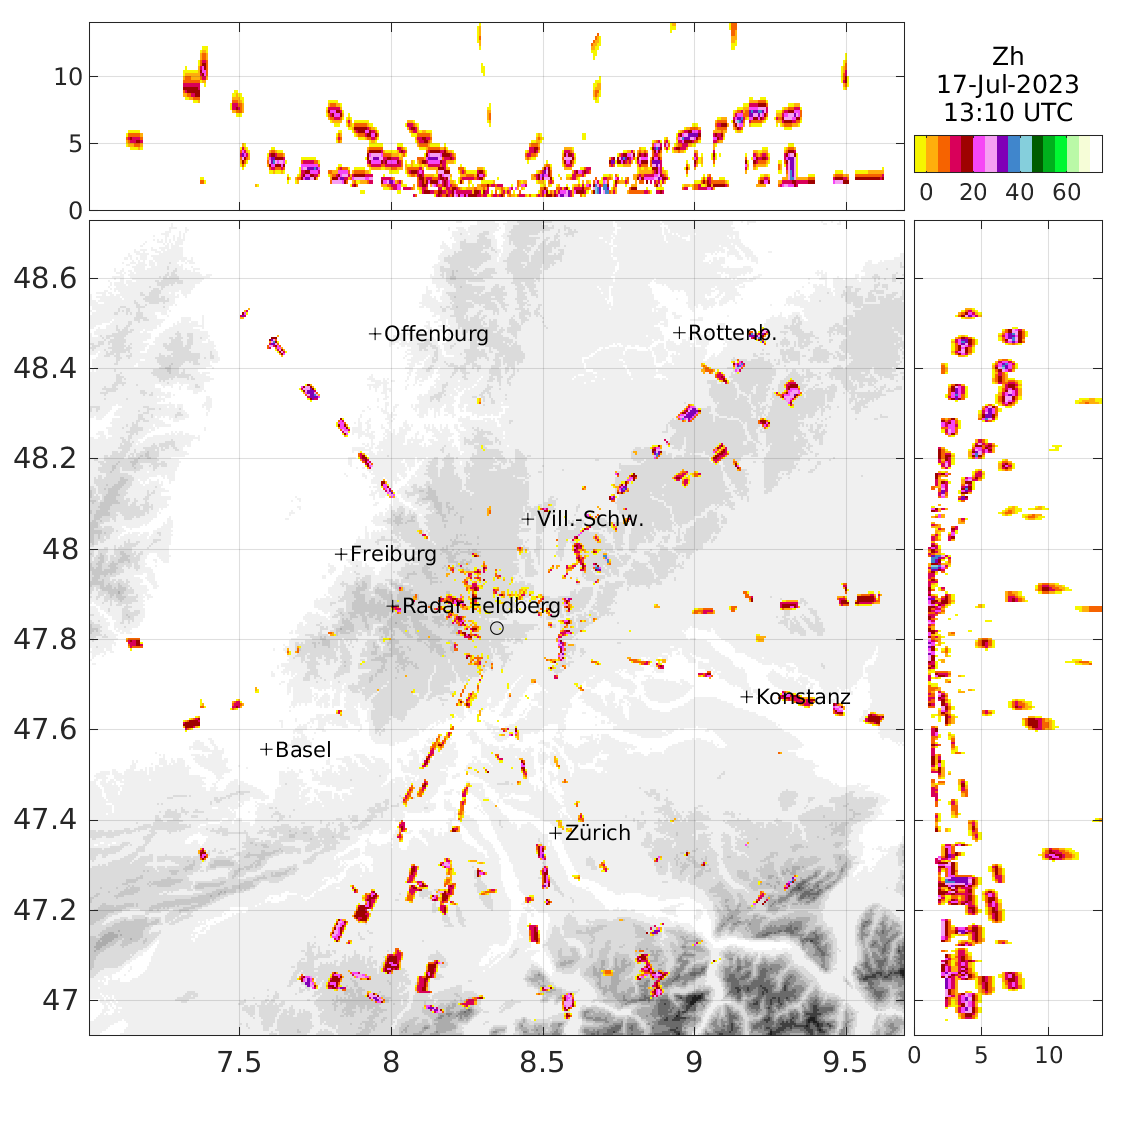 10
5
0
Zh
17-Jul-2023
13:10 UTC
0 20 40 60
48.6
48.4
48.2
48
47.8
47.6
47.4
47.2
47
+Offenburg
+Rottenb.
+Vill.-Schw.
+Freiburg
+Radar Feldberg
+Konstanz
+Basel
+Zürich
7.5 8 8.5 9 9.5
0 5 10